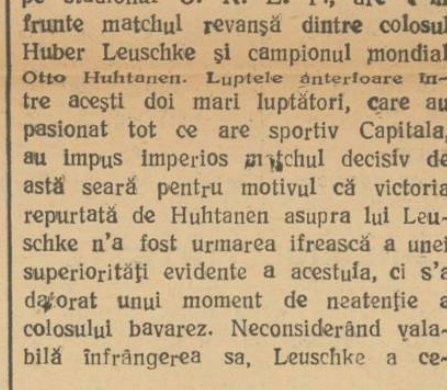 frunte matchul revanşă dintre colosul
Huber Leuschke şi campionul mondial
Otto Huhtanen. Luptele anterioare în-
tre aceşti doi mari luptători, care au
pasionat tot ce are sportiv Capitala,
au impus imperios matchul decisiv de
astă seară pentru motivul că victoria
repurtată de Huhtanen asupra lui Leu-
schke n'a fost urmarea ifrească a unei
superiorităţi evidente a acestuia, ci s'a
datorat unui moment de neatenţie a
colosului bavarez. Neconsiderând vala-
bilă înfrângerea sa, Leuschke a ce-